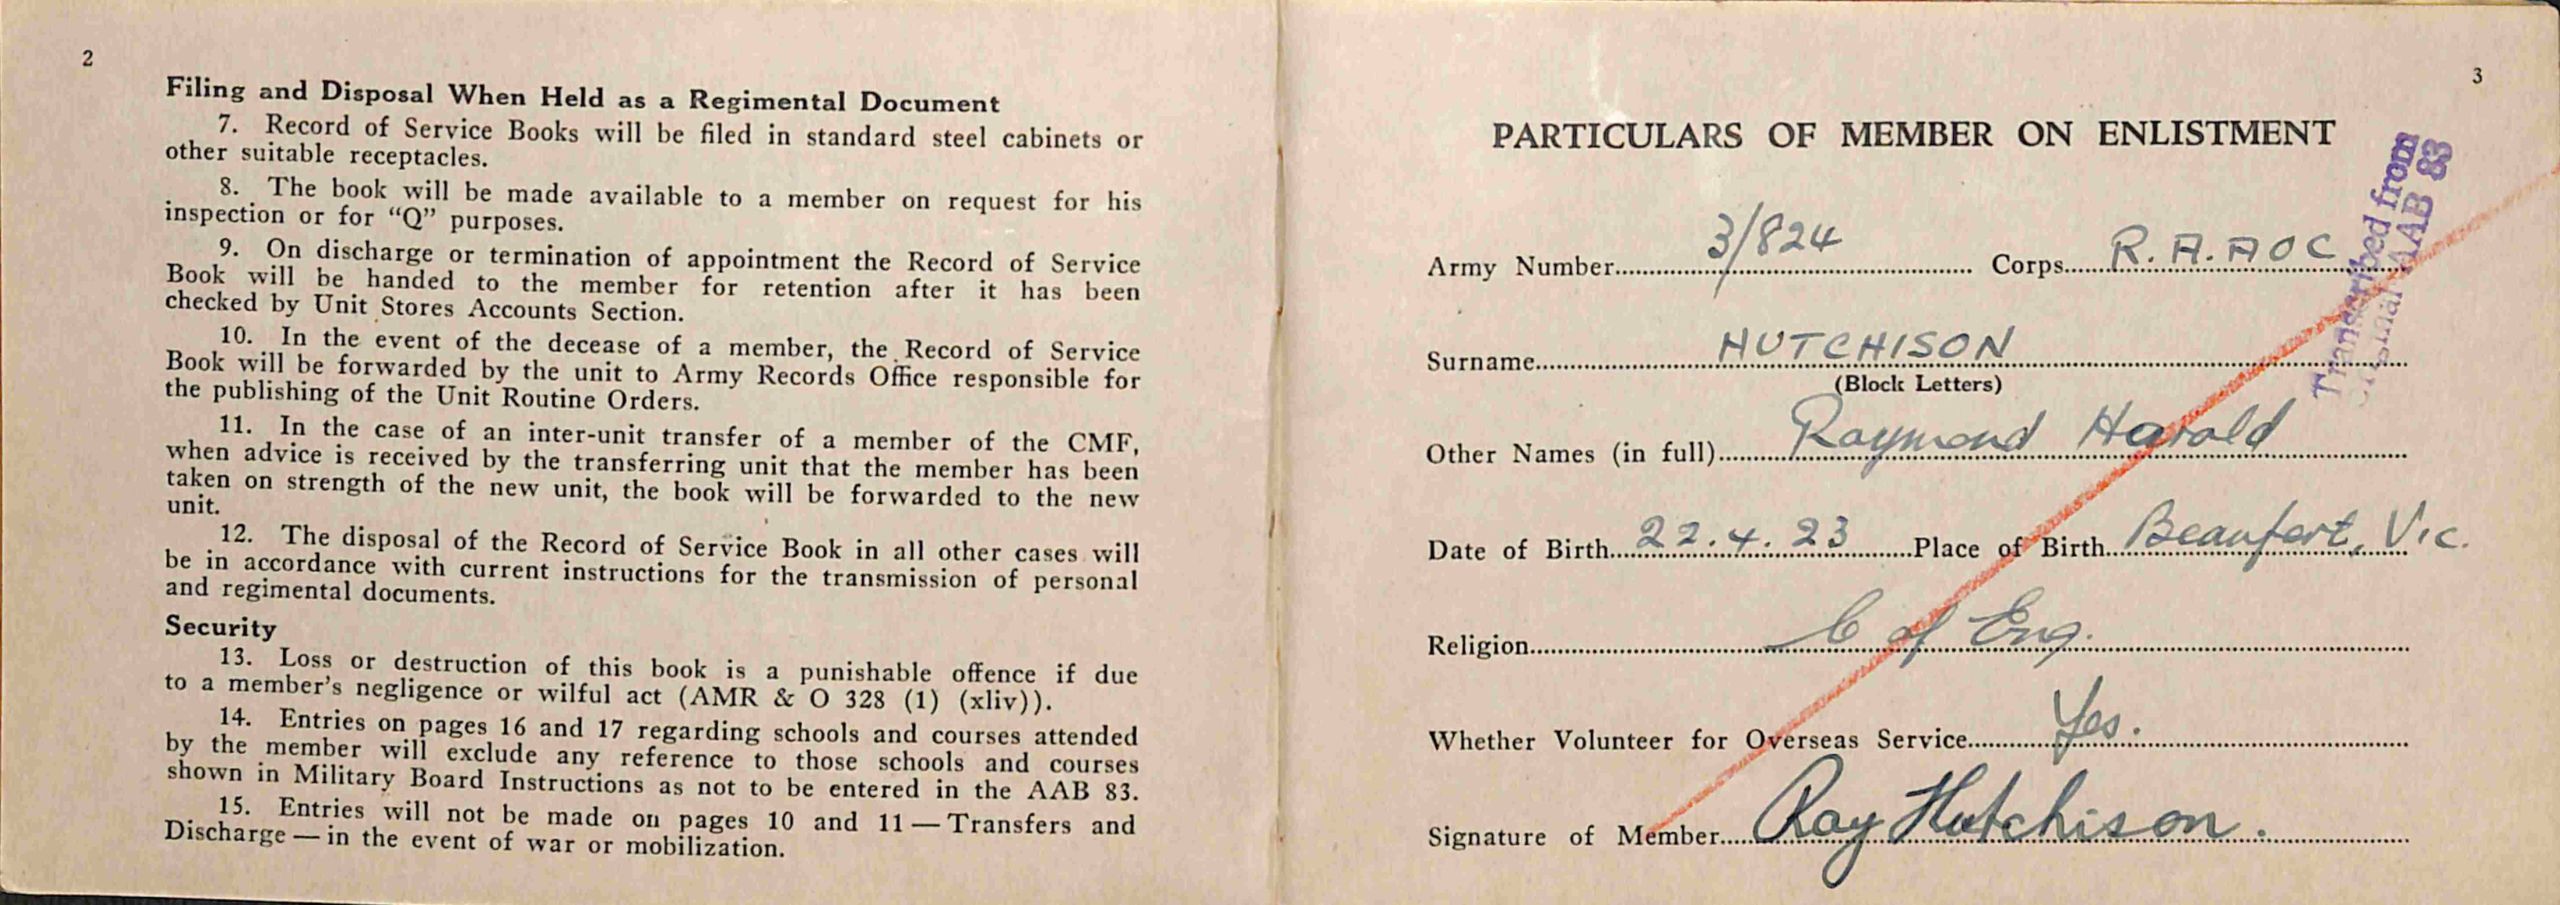 2
Filing and Disposal When Held as a Regimental Document
7. Record of Service Books will be filed in standard steel cabinets or
other suitable receptacles.
8. The book will be made available to a member on request for his
inspection or for “Q” purposes.
9. On discharge or termination of appointment the Record of Service
Book will be handed to the member for retention after it has been
checked by Unit Stores Accounts Section.
10. In the event of the decease of a member, the Record of Service
Book will be forwarded by the unit to Army Records Office responsible for
the publishing of the Unit Routine Orders.
11. In the case of an inter-unit transfer of a member of the CMF,
when advice is received by the transferring unit that the member has been
taken on strength of the new unit, the book will be forwarded to the new
unit.
12. The disposal of the Record of Service Book in all other cases will
be in accordance with current instructions for the transmission of personal
and regimental documents.
Security
13. Loss or destruction of this book is a punishable offence if due
to a member's negligence or wilful act (AMR & O 328 (1) (xliv)).
14. Entries on pages 16 and 17 regarding schools and courses attended
by the member will exclude any reference to those schools and courses
shown in Military Board Instructions as not to be entered in the AAB 83.
15. Entries will not be made on pages 10 and 11 — Transfers and
Discharge — in the event of war or mobilization.
3
PARTICULARS OF MEMBER ON ENLISTMENT
Transcribed from
Original AAB 83
Army Number 3/824 Corps R.A.AOC
Surname HUTCHISON
(Block Letters)
Other Names (in full) Raymond Harold
Date of Birth 22.4.23 Place of Birth Beaufort, Vic.
Religion C of Eng.
Whether Volunteer for Overseas Service Yes.
Signature of Member Ray Hutchison.